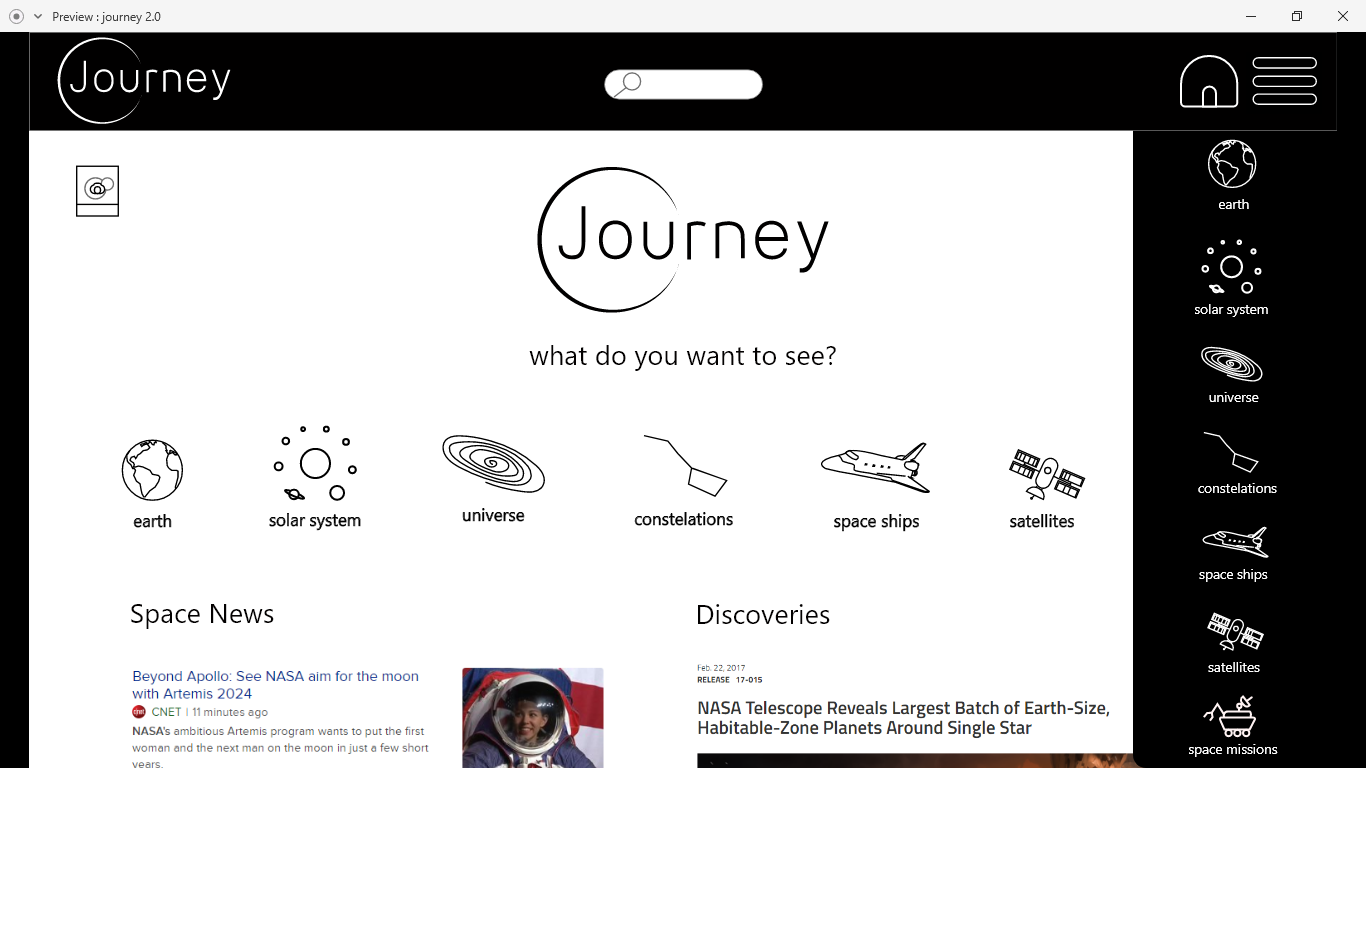 Preview : journey 2.0
Journey
Journey
what do you want to see?
earth
solar system
universe
constelations
space ships
satellites
Space News
Beyond Apollo: See NASA aim for the moon
with Artemis 2024
cnet CNET | 11 minutes ago
NASA's ambitious Artemis program wants to put the first
woman and the next man on the moon in just a few short
years.
Discoveries
Feb. 22, 2017
RELEASE 17-015
NASA Telescope Reveals Largest Batch of Earth-Size,
Habitable-Zone Planets Around Single Star
earth
solar system
universe
constelations
space ships
satellites
space missions